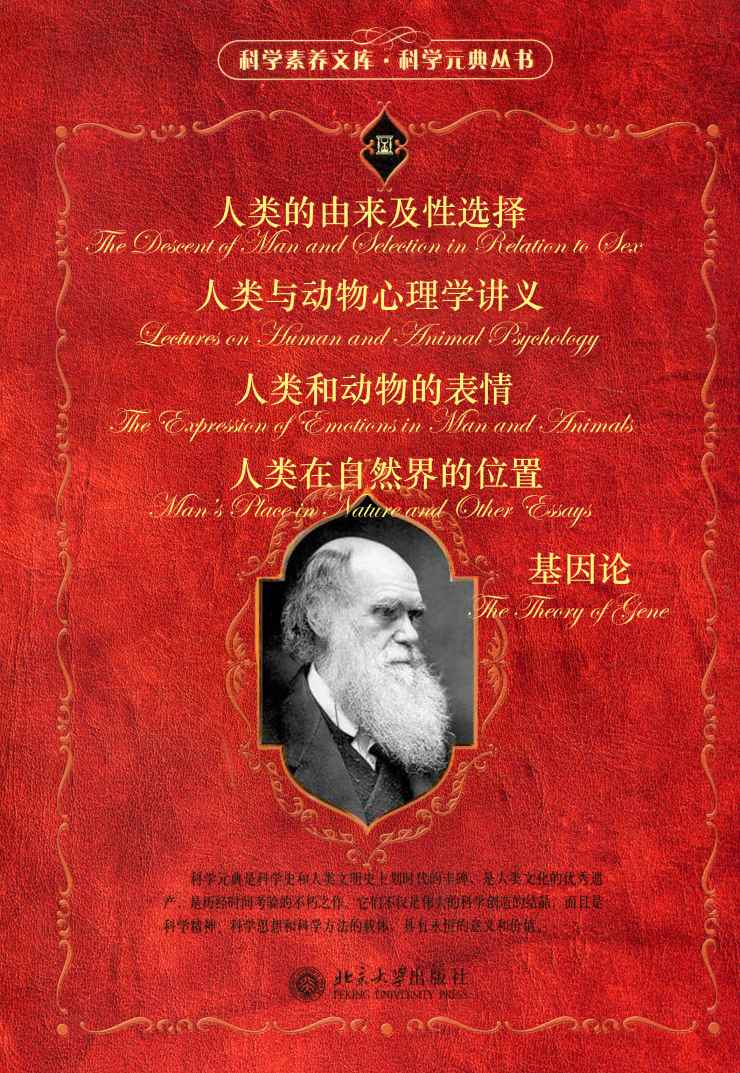 科学素养文库·科学元典丛书
人类的由来及性选择
The Descent of Man and Selection in Relation to Sex
人类与动物心理学讲义
Lectures on Human and Animal Psychology
人类和动物的表情
The Expression of Emotions in Man and Animals
人类在自然界的位置
Man's Place in Nature and Other Essays
基因论
The Theory of Gene
科学元典是科学史和人类文明史上划时代的丰碑，是人类文化的优秀遗
产，是历经时间考验的不朽之作。它们不仅是伟大的科学创造的结晶，而且是
科学精神、科学思想和科学方法的载体，具有永恒的意义和价值。
北京大学出版社
PEKING UNIVERSITY PRESS